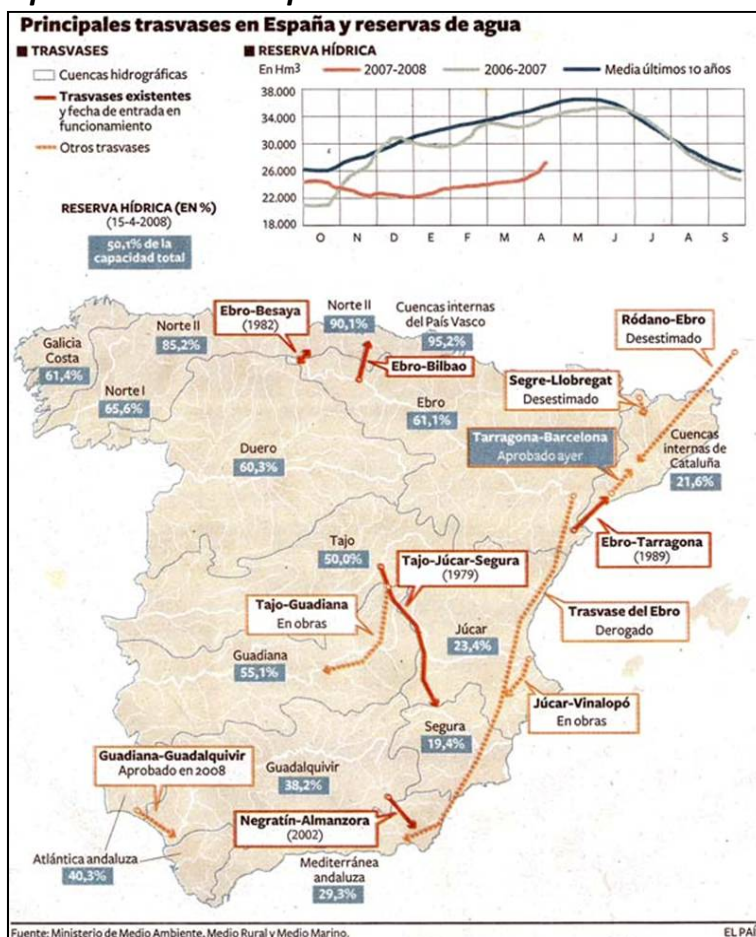 Principales trasvases en España y reservas de agua
TRASVASES
Cuencas hidrográficas
Trasvases existentes
y fecha de entrada en
funcionamiento
Otros trasvases
RESERVA HÍDRICA
En Hm3
2007-2008
2006-2007
Media últimos 10 años
38.000
34.000
30.000
26.000
22.000
18.000
O N D E F M A M J J A S
RESERVA HÍDRICA (EN %)
(15-4-2008)
50,1% de la
capacidad total
Ebro-Besaya
(1982)
Norte II
90,1%
Cuencas internas
del País Vasco
95,2%
Ródano-Ebro
Desestimado
Galicia
Costa
61,4%
Norte II
85,2%
Ebro-Bilbao
Segre-Llobregat
Desestimado
Norte I
65,6%
Ebro
61,1%
Tarragona-Barcelona
Aprobado ayer
Cuencas
internas de
Cataluña
21,6%
Duero
60,3%
Ebro-Tarragona
(1989)
Tajo
50,0%
Tajo-Júcar-Segura
(1979)
Tajo-Guadiana
En obras
Trasvase del Ebro
Derogado
Júcar
23,4%
Guadiana
55,1%
Júcar-Vinalopó
En obras
Segura
19,4%
Guadiana-Guadalquivir
Aprobado en 2008
Guadalquivir
38,2%
Negratín-Almanzora
(2002)
Atlántica andaluza
40,3%
Mediterránea
andaluza
29,3%
Fuente: Ministerio de Medio Ambiente, Medio Rural y Medio Marino.